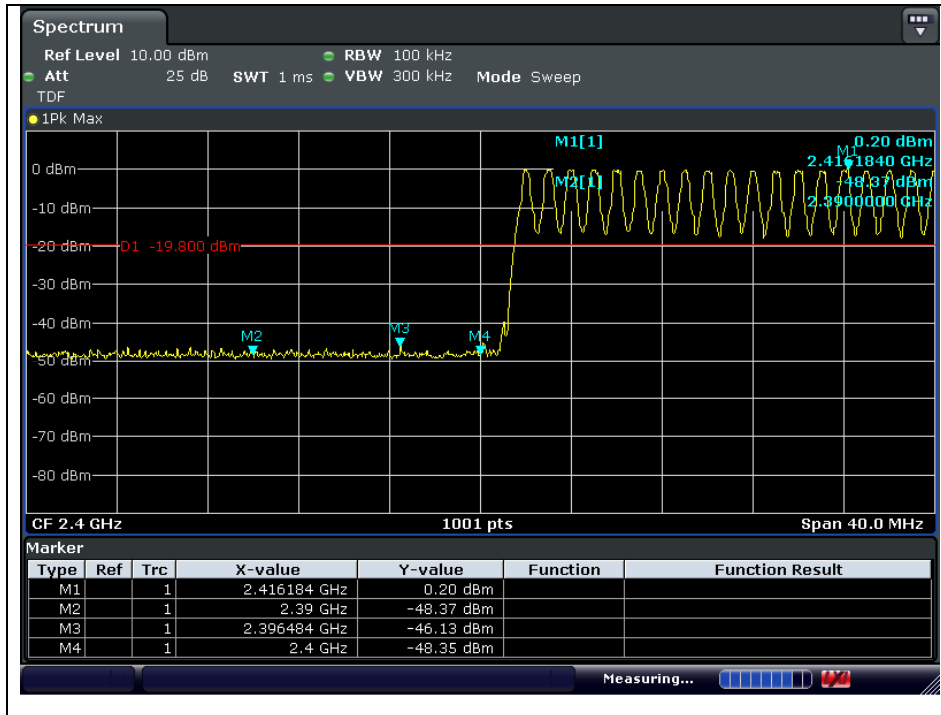 Spectrum
Ref Level 10.00 dBm RBW 100 kHz
Att 25 dB SWT 1 ms VBW 300 kHz Mode Sweep
TDF
1Pk Max
M1[1] 0.20 dBm
2.4161840 GHz
M2[1] -48.37 dBm
2.3900000 GHz
M1
0 dBm
-10 dBm
-20 dBm
D1 -19.800 dBm
-30 dBm
-40 dBm
M2
M3
M4
-50 dBm
-60 dBm
-70 dBm
-80 dBm
CF 2.4 GHz 1001 pts Span 40.0 MHz
Marker
Type Ref Trc X-value Y-value Function Function Result
M1 1 2.416184 GHz 0.20 dBm
M2 1 2.39 GHz -48.37 dBm
M3 1 2.396484 GHz -46.13 dBm
M4 1 2.4 GHz -48.35 dBm
Measuring...